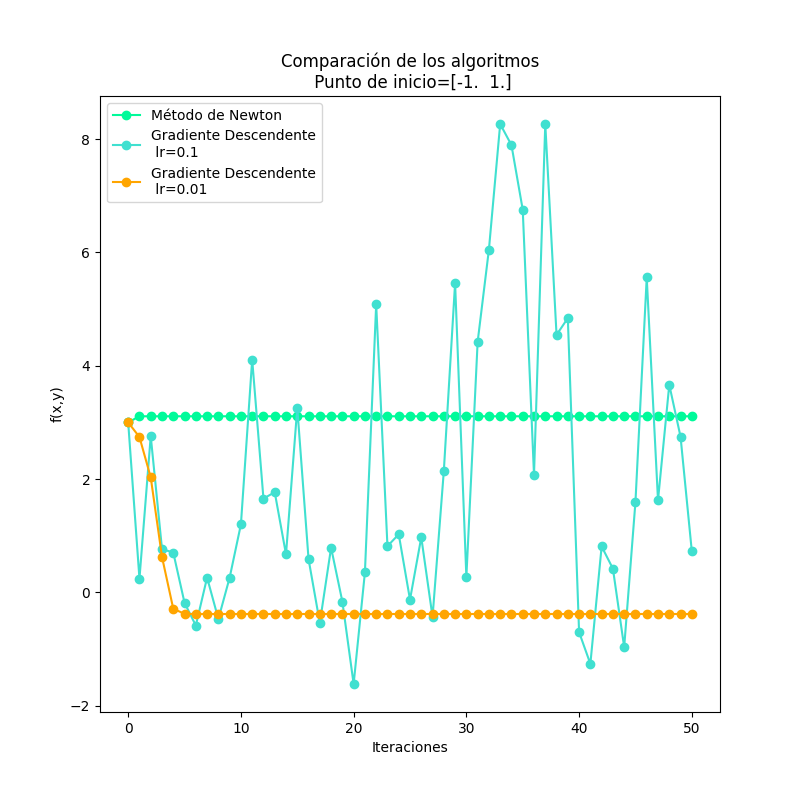 Comparación de los algoritmos
Punto de inicio=[-1.  1.]
Método de Newton
Gradiente Descendente
lr=0.1
Gradiente Descendente
lr=0.01
8
6
4
2
0
−2
f(x,y)
0
10
20
30
40
50
Iteraciones